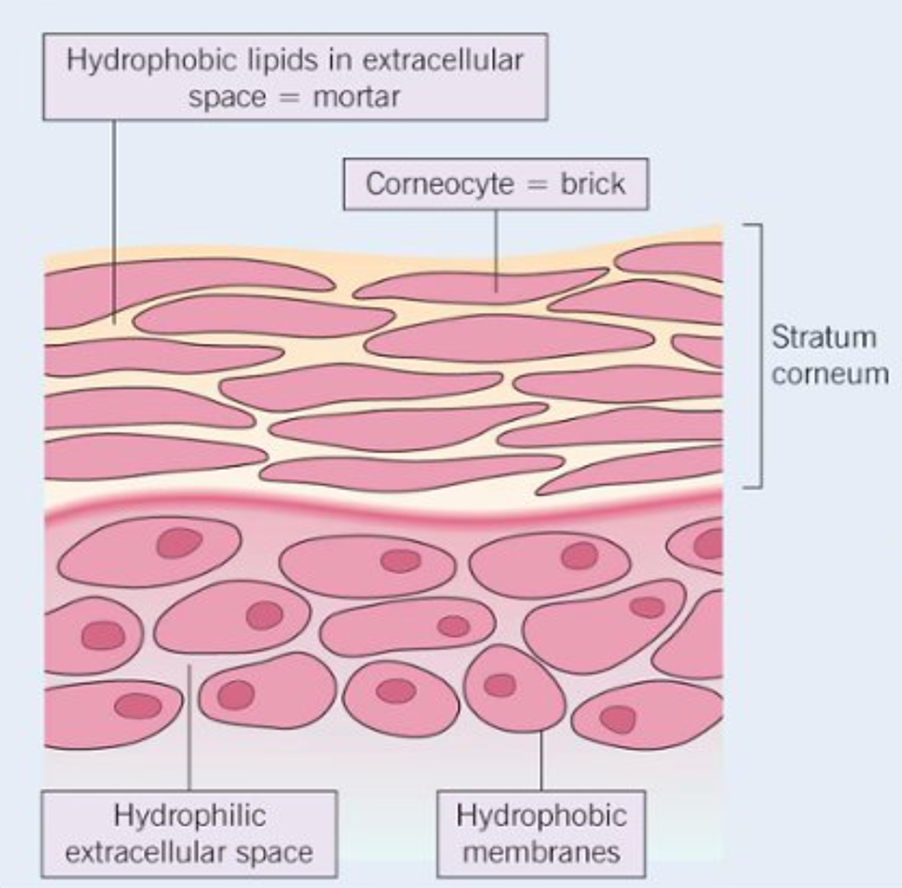 Hydrophobic lipids in extracellular
space = mortar
Corneocyte = brick
Stratum
corneum
Hydrophilic
extracellular space
Hydrophobic
membranes